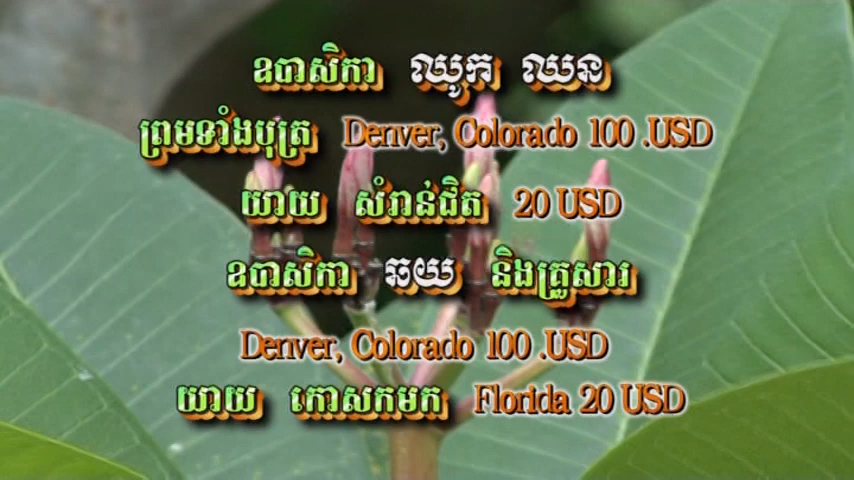 ឧបាសិកា ឈូក ឈន
ព្រមទាំងបុត្រ Denver, Colorado 100 .USD
យាយ សំរាន់ជិត 20 USD
ឧបាសិកា ឆយ និងគ្រួសារ
Denver, Colorado 100 .USD
យាយ កោសកមក Florida 20 USD